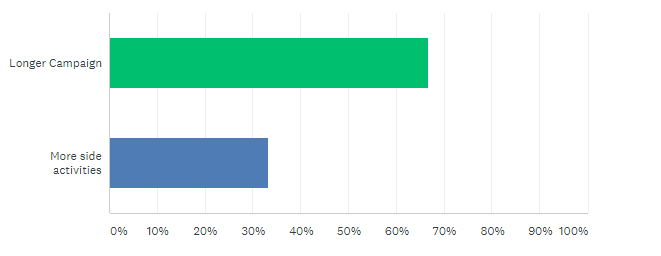 Longer Campaign
More side
activities
0% 10% 20% 30% 40% 50% 60% 70% 80% 90% 100%